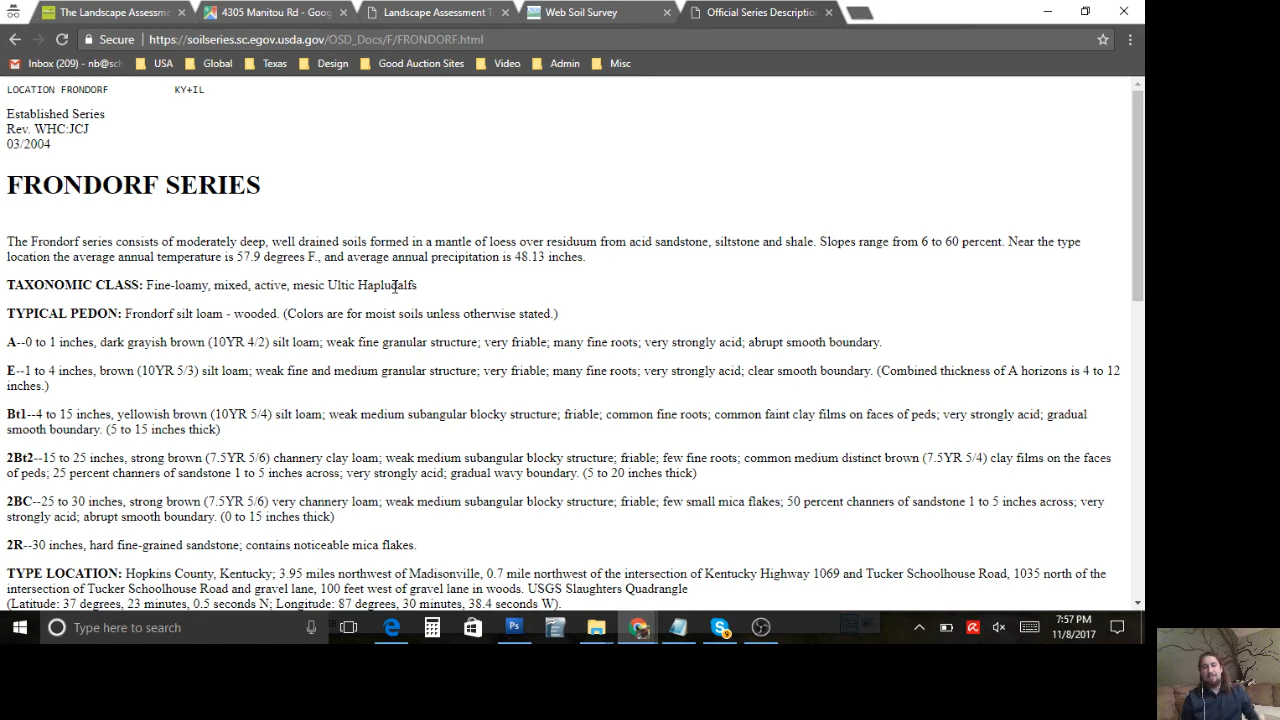 The Landscape Assessme
4305 Manitou Rd - Goog
Landscape Assessment T
Web Soil Survey
Official Series Descriptio
Secure
https://soilseries.sc.egov.usda.gov/OSD_Docs/F/FRONDORF.html
Inbox (209) - nb@sch
USA
Global
Texas
Design
Good Auction Sites
Video
Admin
Misc
LOCATION FRONDORF KY+IL
Established Series
Rev. WHC:JCJ
03/2004
FRONDORF SERIES
The Frondorf series consists of moderately deep, well drained soils formed in a mantle of loess over residuum from acid sandstone, siltstone and shale. Slopes range from 6 to 60 percent. Near the type
location the average annual temperature is 57.9 degrees F., and average annual precipitation is 48.13 inches.
TAXONOMIC CLASS: Fine-loamy, mixed, active, mesic Ultic Hapludalfs
TYPICAL PEDON: Frondorf silt loam - wooded. (Colors are for moist soils unless otherwise stated.)
A--0 to 1 inches, dark grayish brown (10YR 4/2) silt loam; weak fine granular structure; very friable; many fine roots; very strongly acid; abrupt smooth boundary.
E--1 to 4 inches, brown (10YR 5/3) silt loam; weak fine and medium granular structure; very friable; many fine roots; very strongly acid; clear smooth boundary. (Combined thickness of A horizons is 4 to 12
inches.)
Bt1--4 to 15 inches, yellowish brown (10YR 5/4) silt loam; weak medium subangular blocky structure; friable; common fine roots; common faint clay films on faces of peds; very strongly acid; gradual
smooth boundary. (5 to 15 inches thick)
2Bt2--15 to 25 inches, strong brown (7.5YR 5/6) channery clay loam; weak medium subangular blocky structure; friable; few fine roots; common medium distinct brown (7.5YR 5/4) clay films on the faces
of peds; 25 percent channers of sandstone 1 to 5 inches across; very strongly acid; gradual wavy boundary. (5 to 20 inches thick)
2BC--25 to 30 inches, strong brown (7.5YR 5/6) very channery loam; weak medium subangular blocky structure; friable; few small mica flakes; 50 percent channers of sandstone 1 to 5 inches across; very
strongly acid; abrupt smooth boundary. (0 to 15 inches thick)
2R--30 inches, hard fine-grained sandstone; contains noticeable mica flakes.
TYPE LOCATION: Hopkins County, Kentucky; 3.95 miles northwest of Madisonville, 0.7 mile northwest of the intersection of Kentucky Highway 1069 and Tucker Schoolhouse Road, 1035 north of the
intersection of Tucker Schoolhouse Road and gravel lane, 100 feet west of gravel lane in woods. USGS Slaughters Quadrangle
(Latitude: 37 degrees, 23 minutes, 0.5 seconds N; Longitude: 87 degrees, 30 minutes, 38.4 seconds W).
Type here to search
Ps
7:57 PM
11/8/2017